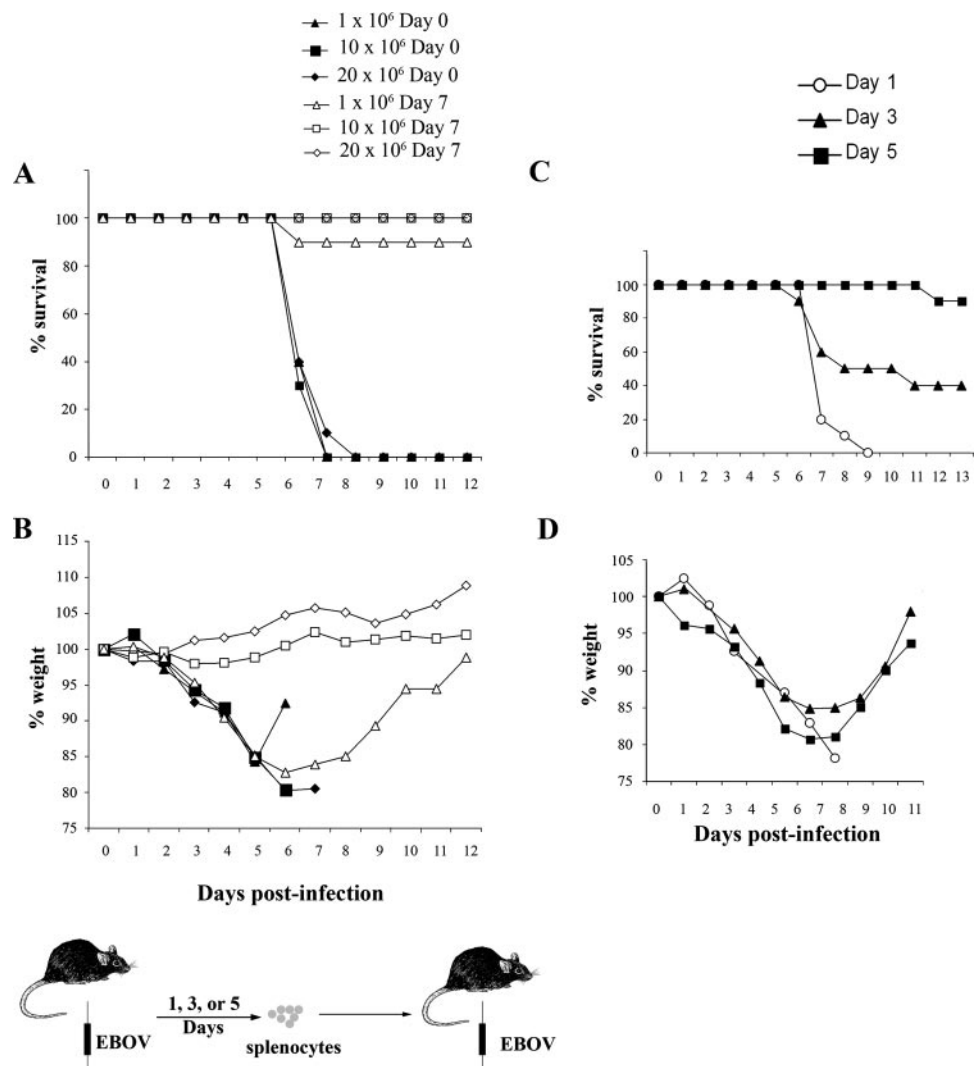 1 x 10⁶ Day 0
10 x 10⁶ Day 0
20 x 10⁶ Day 0
1 x 10⁶ Day 7
10 x 10⁶ Day 7
20 x 10⁶ Day 7
A
% survival
100
80
60
40
20
0
0 1 2 3 4 5 6 7 8 9 10 11 12
B
% weight
115
110
105
100
95
90
85
80
75
0 1 2 3 4 5 6 7 8 9 10 11 12
Days post-infection
Day 1
Day 3
Day 5
C
% survival
100
80
60
40
20
0
0 1 2 3 4 5 6 7 8 9 10 11 12 13
D
% weight
105
100
95
90
85
80
75
0 1 2 3 4 5 6 7 8 9 10 11
Days post-infection
EBOV
1, 3, or 5
Days
splenocytes
EBOV